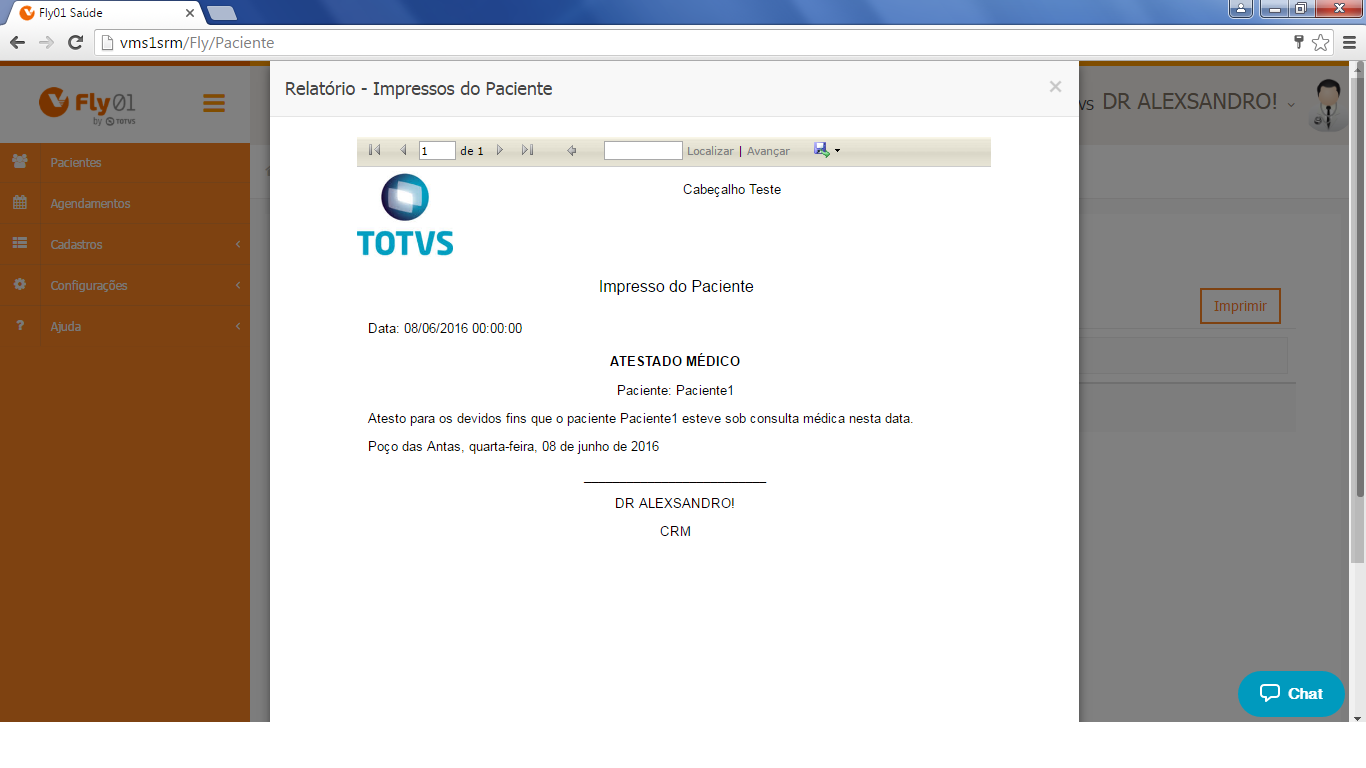 Fly01 Saúde
vms1srm/Fly/Paciente
Fly01
by TOTVS
Relatório - Impressos do Paciente
×
vs DR ALEXSANDRO!
Pacientes
Agendamentos
Cadastros
Configurações
? Ajuda
1 de 1 Localizar | Avançar
TOTVS
Cabeçalho Teste
Impresso do Paciente
Imprimir
Data: 08/06/2016 00:00:00
ATESTADO MÉDICO
Paciente: Paciente1
Atesto para os devidos fins que o paciente Paciente1 esteve sob consulta médica nesta data.
Poço das Antas, quarta-feira, 08 de junho de 2016
DR ALEXSANDRO!
CRM
Chat